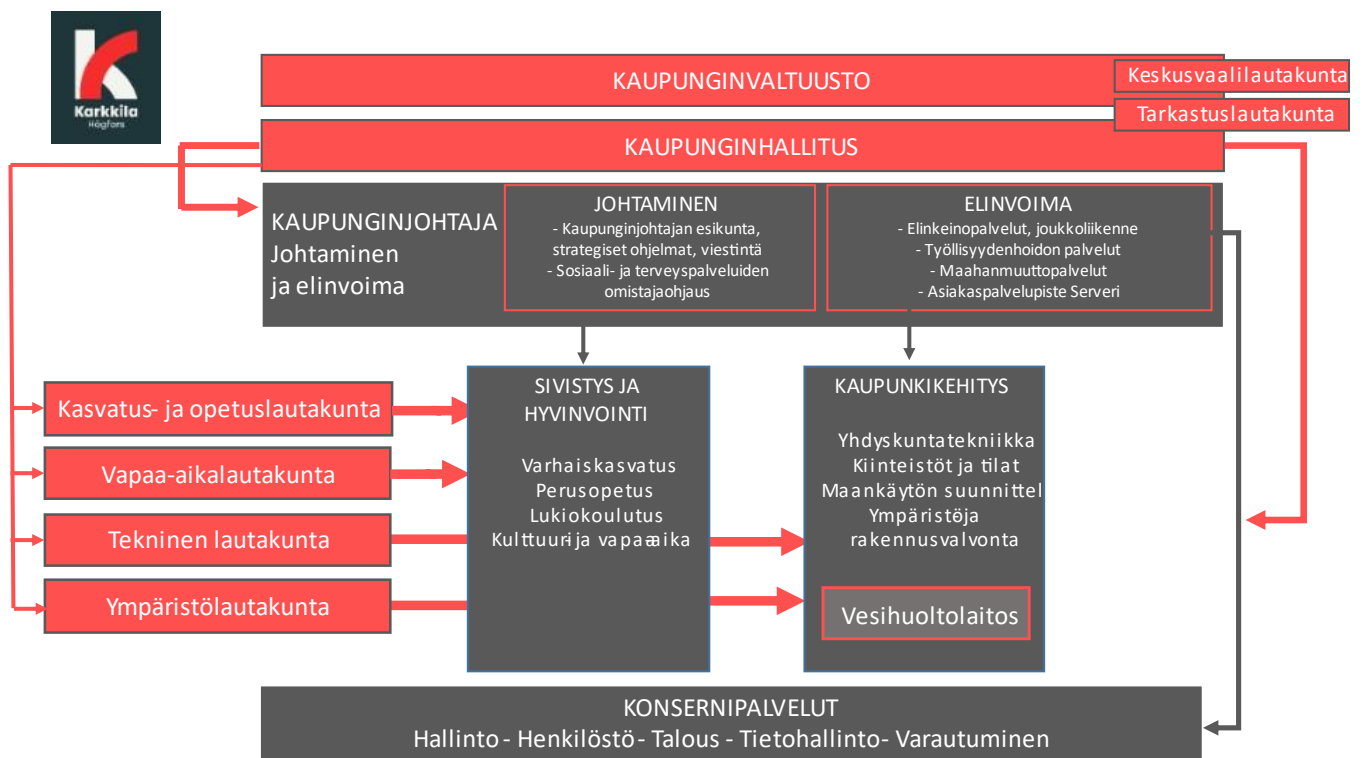 Karkkila
Högfors
KAUPUNGINVALTUUSTO
Keskusvaalilautakunta
Tarkastuslautakunta
KAUPUNGINHALLITUS
KAUPUNGINJOHTAJA
Johtaminen
ja elinvoima
JOHTAMINEN
- Kaupunginjohtajan esikunta,
strategiset ohjelmat, viestintä
- Sosiaali- ja terveyspalveluiden
omistajaohjaus
ELINVOIMA
- Elinkeinopalvelut, joukkoliikenne
- Työllisyydenhoidon palvelut
- Maahanmuuttopalvelut
- Asiakaspalvelupiste Serveri
Kasvatus- ja opetuslautakunta
Vapaa-aikalautakunta
Tekninen lautakunta
Ympäristölautakunta
SIVISTYS JA
HYVINVOINTI
Varhaiskasvatus
Perusopetus
Lukiokoulutus
Kulttuuri- ja vapaa-aika
KAUPUNKIKEHITYS
Yhdyskuntatekniikka
Kiinteistöt ja tilat
Maankäytön suunnittel
Ympäristö- ja
rakennusvalvonta
Vesihuoltolaitos
KONSERNIPALVELUT
Hallinto - Henkilöstö - Talous - Tietohallinto - Varautuminen